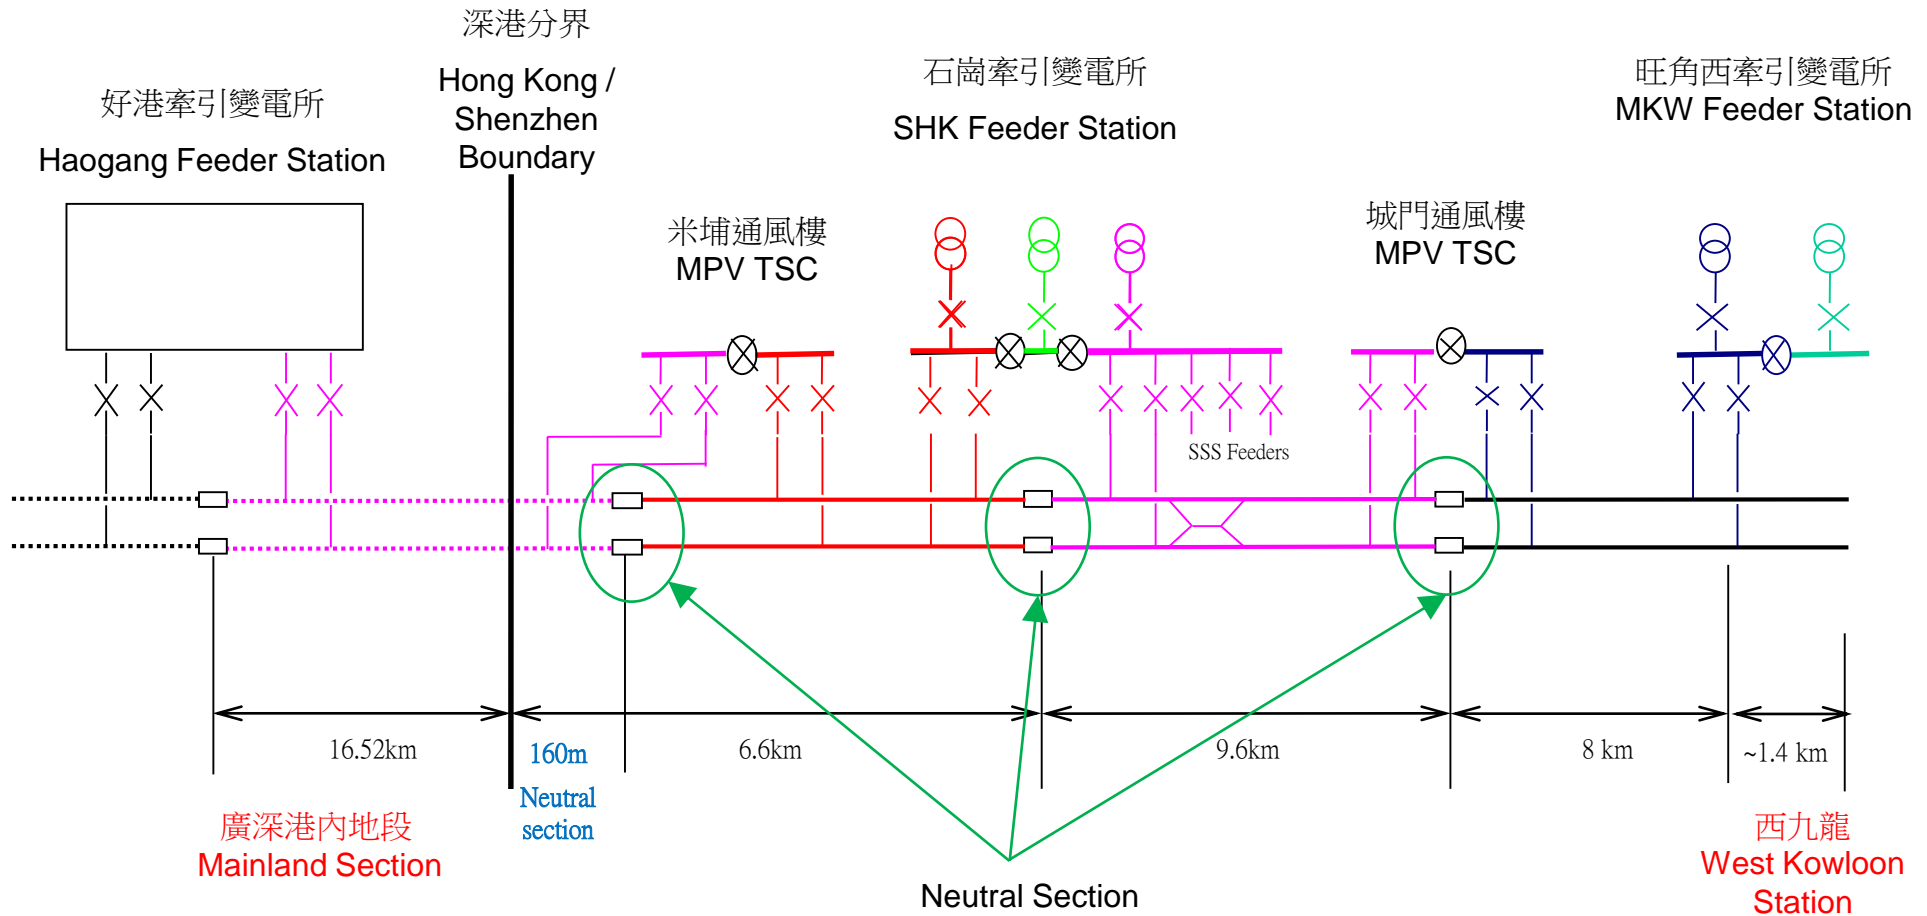 深港分界
Hong Kong /
Shenzhen
Boundary
好港牽引變電所
Haogang Feeder Station
石崗牽引變電所
SHK Feeder Station
旺角西牽引變電所
MKW Feeder Station
米埔通風樓
MPV TSC
城門通風樓
MPV TSC
SSS Feeders
16.52km
160m
Neutral
section
6.6km
9.6km
8 km
~1.4 km
廣深港內地段
Mainland Section
Neutral Section
西九龍
West Kowloon
Station